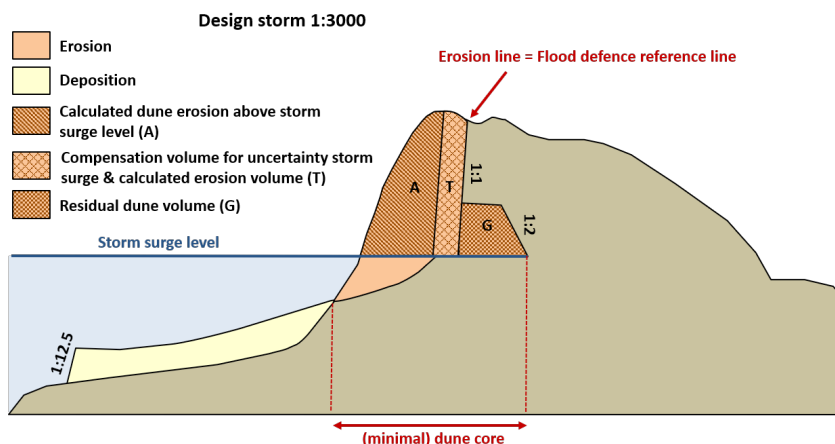 Design storm 1:3000
Erosion
Deposition
Calculated dune erosion above storm
surge level (A)
Compensation volume for uncertainty storm
surge & calculated erosion volume (T)
Residual dune volume (G)
Erosion line = Flood defence reference line
A
T
1:1
G
1:2
Storm surge level
1:12.5
(minimal) dune core